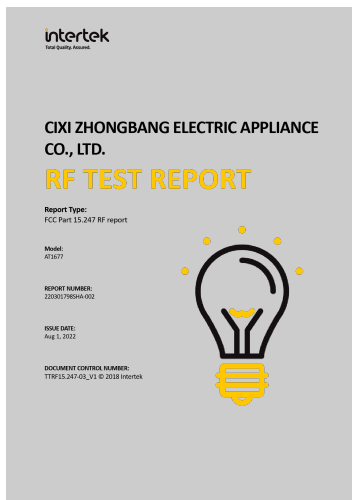 intertek
Total Quality. Assured.
CIXI ZHONGBANG ELECTRIC APPLIANCE
CO., LTD.
RF TEST REPORT
Report Type:
FCC Part 15.247 RF report
Model:
AT1677
REPORT NUMBER:
220301798SHA-002
ISSUE DATE:
Aug 1, 2022
DOCUMENT CONTROL NUMBER:
TTRF15.247-03_V1 © 2018 Intertek